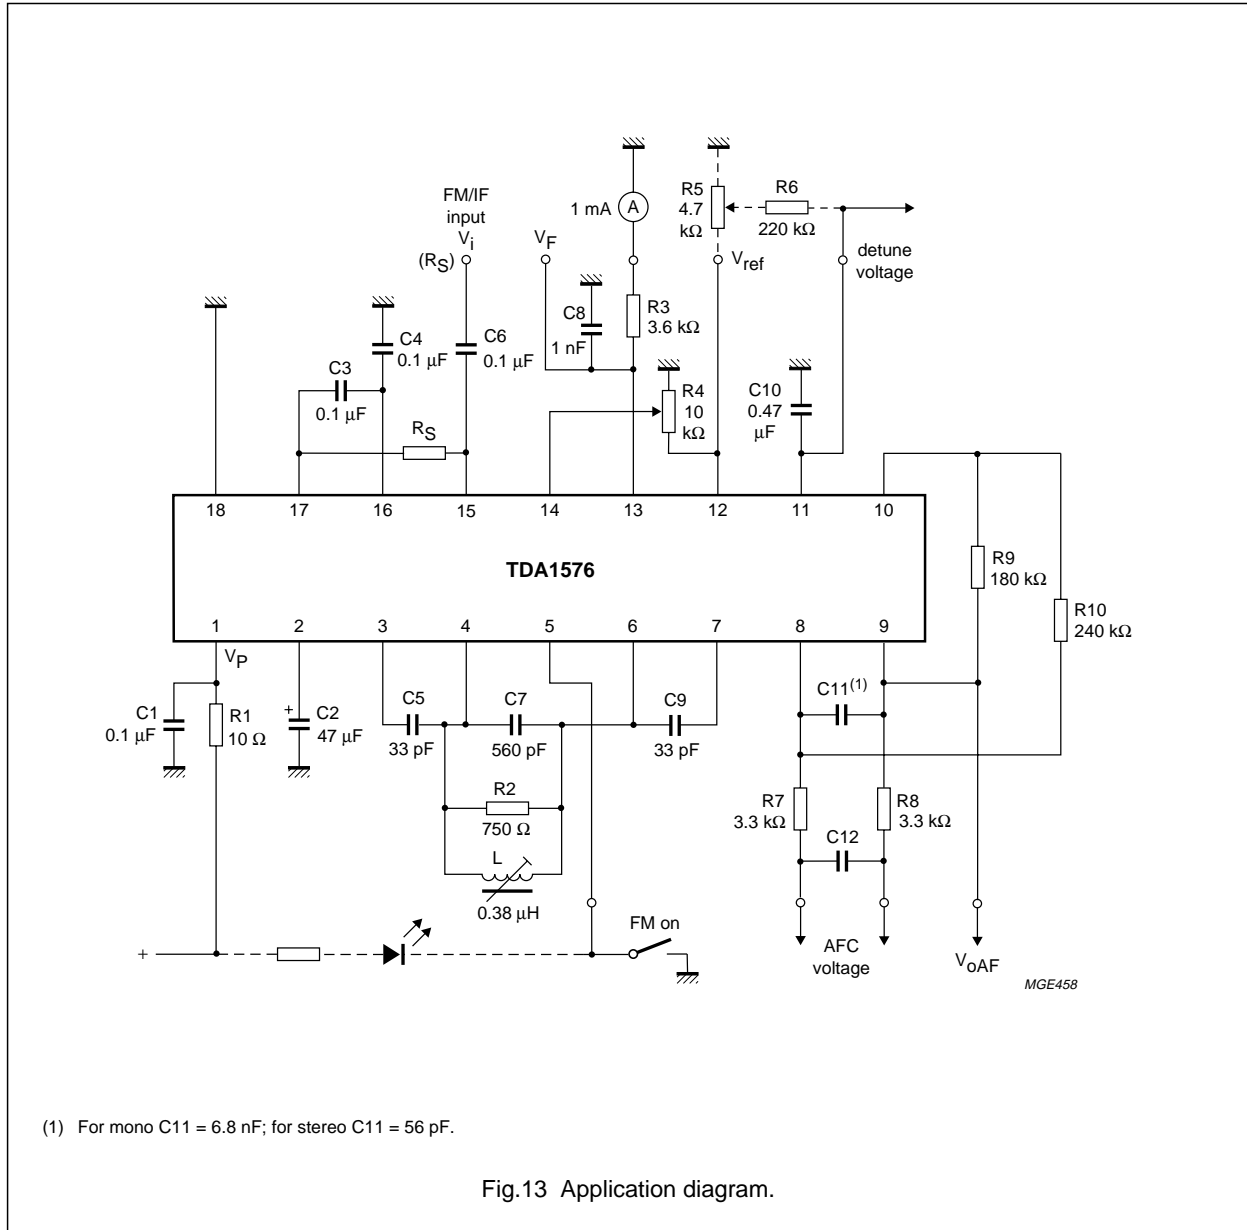 FM/IF
input
Vi
(RS)
VF
1 mA
A
R5
4.7
kΩ
R6
220 kΩ
Vref
detune
voltage
C8
1 nF
R3
3.6 kΩ
C4
0.1 μF
C6
0.1 μF
C3
0.1 μF
RS
R4
10
kΩ
C10
0.47
μF
18 17 16 15 14 13 12 11 10
TDA1576
1 2 3 4 5 6 7 8 9
R9
180 kΩ
R10
240 kΩ
VP
C1
0.1 μF
R1
10 Ω
+
C2
47 μF
C5
33 pF
C7
560 pF
C9
33 pF
C11(1)
R2
750 Ω
L
0.38 μH
R7
3.3 kΩ
R8
3.3 kΩ
C12
FM on
+
AFC
voltage
VoAF
MGE458
(1) For mono C11 = 6.8 nF; for stereo C11 = 56 pF.
Fig.13 Application diagram.